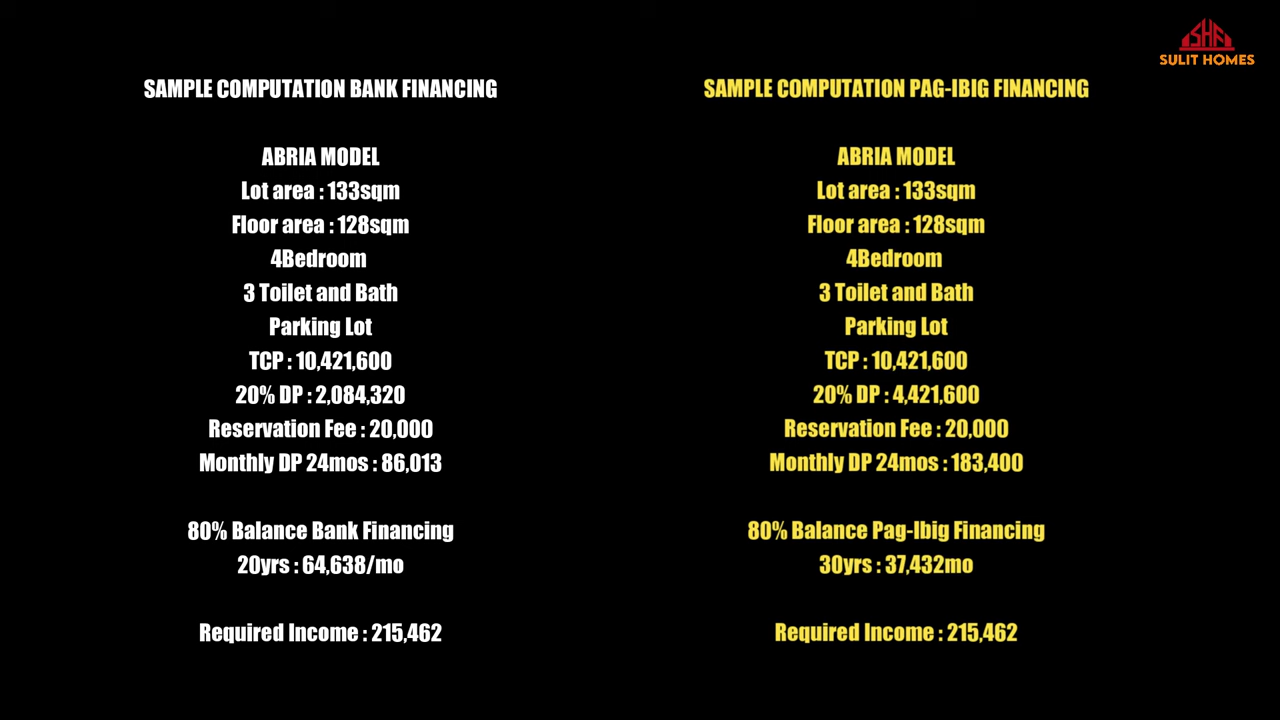 SHF
SULIT HOMES
SAMPLE COMPUTATION BANK FINANCING
ABRIA MODEL
Lot area : 133sqm
Floor area : 128sqm
4Bedroom
3 Toilet and Bath
Parking Lot
TCP : 10,421,600
20% DP : 2,084,320
Reservation Fee : 20,000
Monthly DP 24mos : 86,013
80% Balance Bank Financing
20yrs : 64,638/mo
Required Income : 215,462
SAMPLE COMPUTATION PAG-IBIG FINANCING
ABRIA MODEL
Lot area : 133sqm
Floor area : 128sqm
4Bedroom
3 Toilet and Bath
Parking Lot
TCP : 10,421,600
20% DP : 4,421,600
Reservation Fee : 20,000
Monthly DP 24mos : 183,400
80% Balance Pag-Ibig Financing
30yrs : 37,432mo
Required Income : 215,462